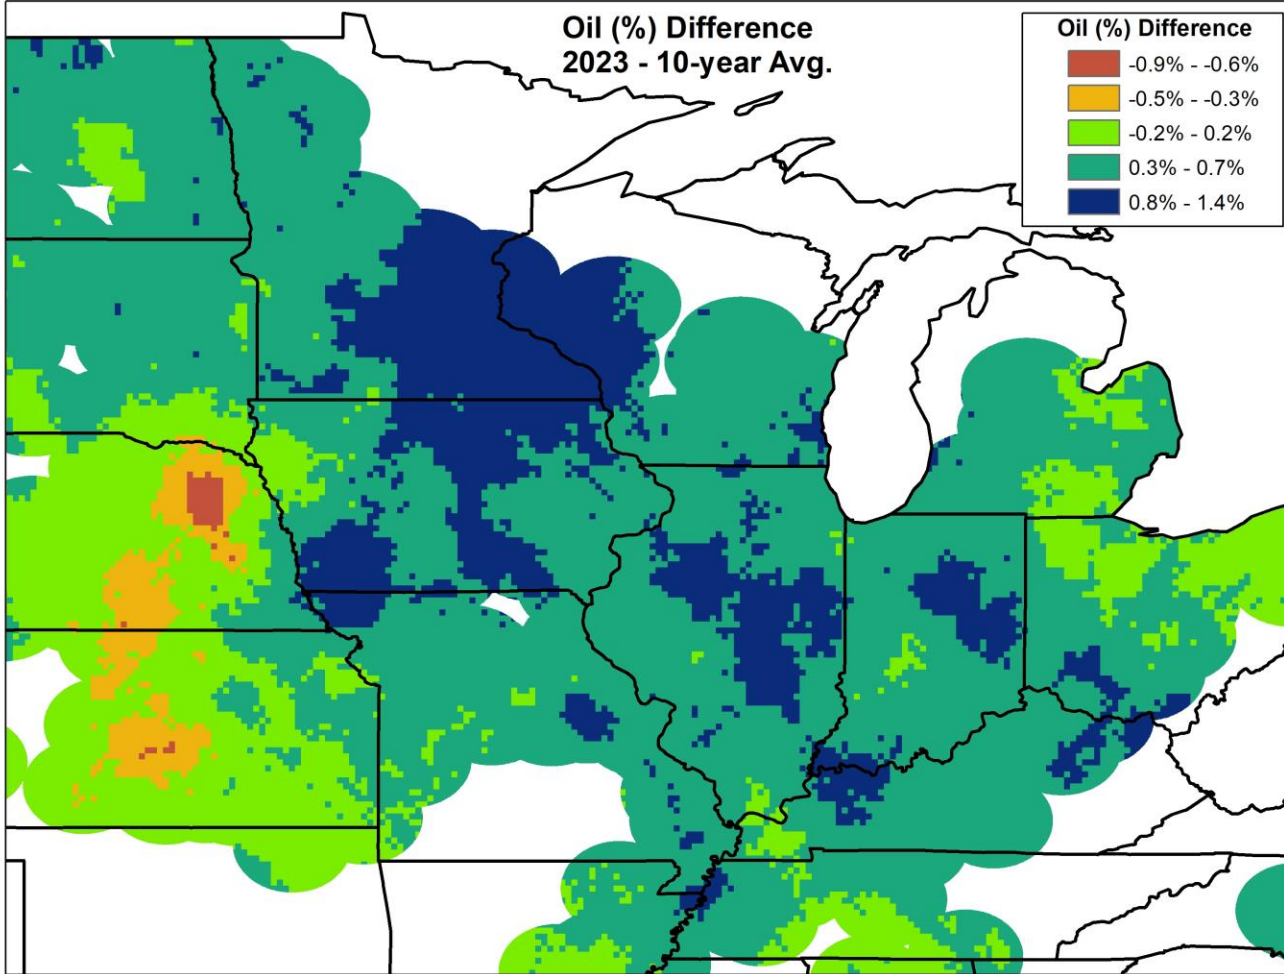 Oil (%) Difference
2023 - 10-year Avg.
Oil (%) Difference
-0.9% - -0.6%
-0.5% - -0.3%
-0.2% - 0.2%
0.3% - 0.7%
0.8% - 1.4%